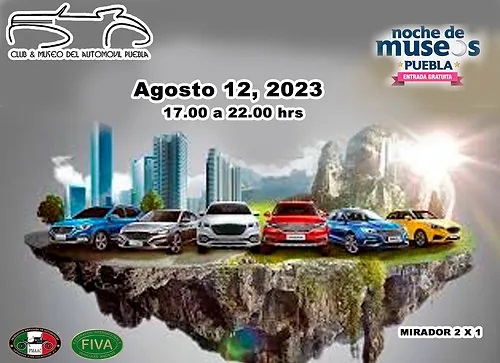 CLUB & MUSEO DEL AUTOMOVIL PUEBLA
noche de
museos
PUEBLA
ENTRADA GRATUITA
Agosto 12, 2023
17.00 a 22.00 hrs
FIVA
MIRADOR 2 X 1